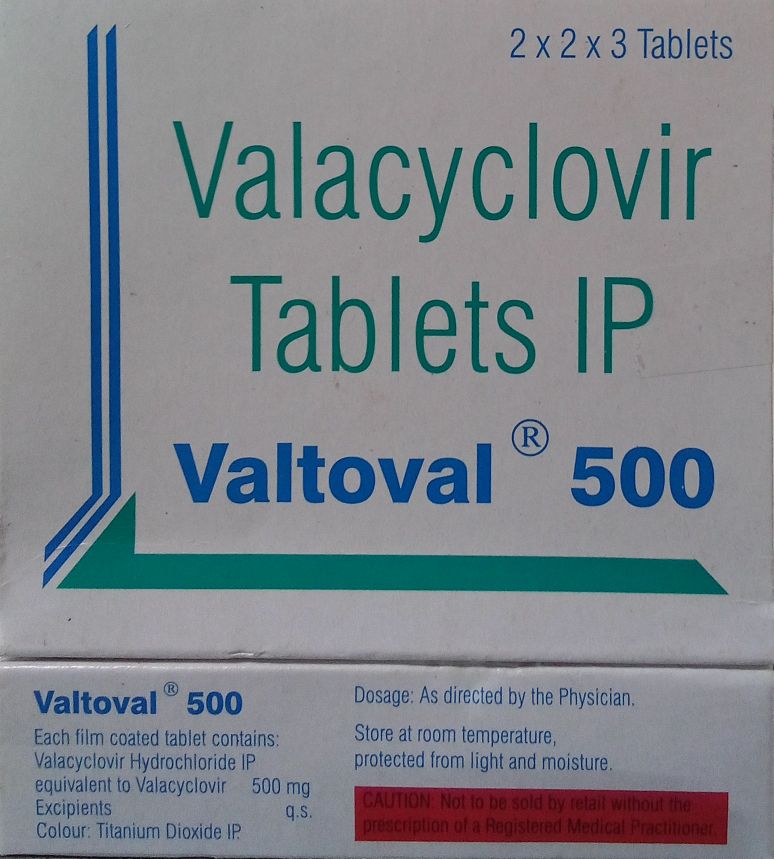 2 x 2 x 3 Tablets
Valacyclovir
Tablets IP
Valtoval ® 500
Valtoval ® 500
Each film coated tablet contains:
Valacyclovir Hydrochloride IP
equivalent to Valacyclovir 500 mg
Excipients q.s.
Colour: Titanium Dioxide IP.
Dosage: As directed by the Physician.
Store at room temperature,
protected from light and moisture.
CAUTION: Not to be sold by retail without the
prescription of a Registered Medical Practitioner.